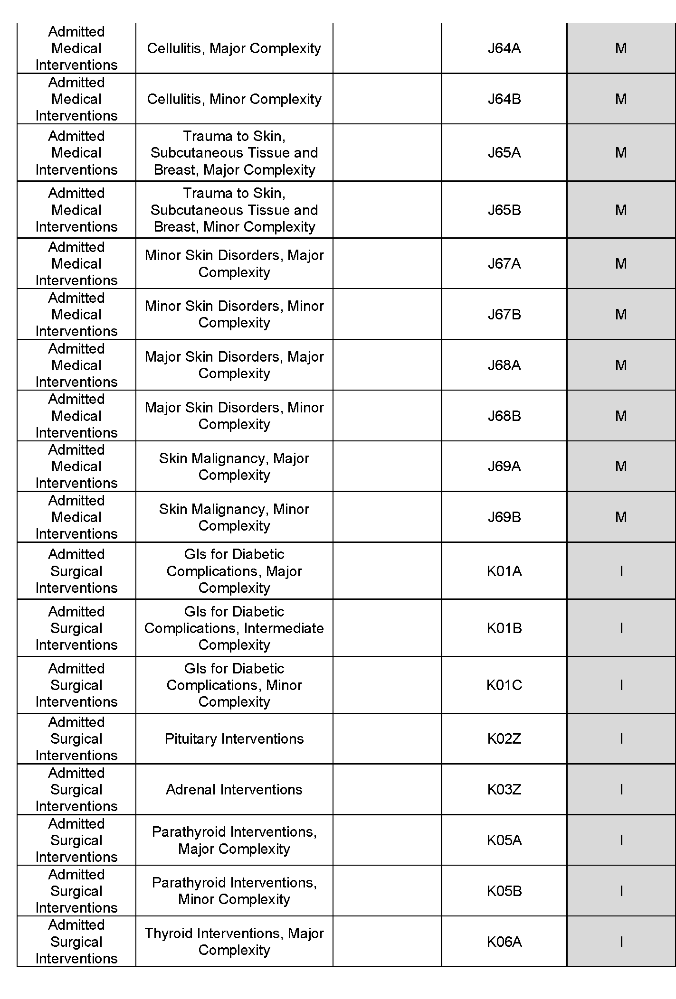 Admitted
Medical
Interventions
Cellulitis, Major Complexity
J64A
M
Admitted
Medical
Interventions
Cellulitis, Minor Complexity
J64B
M
Admitted
Medical
Interventions
Trauma to Skin,
Subcutaneous Tissue and
Breast, Major Complexity
J65A
M
Admitted
Medical
Interventions
Trauma to Skin,
Subcutaneous Tissue and
Breast, Minor Complexity
J65B
M
Admitted
Medical
Interventions
Minor Skin Disorders, Major
Complexity
J67A
M
Admitted
Medical
Interventions
Minor Skin Disorders, Minor
Complexity
J67B
M
Admitted
Medical
Interventions
Major Skin Disorders, Major
Complexity
J68A
M
Admitted
Medical
Interventions
Major Skin Disorders, Minor
Complexity
J68B
M
Admitted
Medical
Interventions
Skin Malignancy, Major
Complexity
J69A
M
Admitted
Medical
Interventions
Skin Malignancy, Minor
Complexity
J69B
M
Admitted
Surgical
Interventions
GIs for Diabetic
Complications, Major
Complexity
K01A
I
Admitted
Surgical
Interventions
GIs for Diabetic
Complications, Intermediate
Complexity
K01B
I
Admitted
Surgical
Interventions
GIs for Diabetic
Complications, Minor
Complexity
K01C
I
Admitted
Surgical
Interventions
Pituitary Interventions
K02Z
I
Admitted
Surgical
Interventions
Adrenal Interventions
K03Z
I
Admitted
Surgical
Interventions
Parathyroid Interventions,
Major Complexity
K05A
I
Admitted
Surgical
Interventions
Parathyroid Interventions,
Minor Complexity
K05B
I
Admitted
Surgical
Interventions
Thyroid Interventions, Major
Complexity
K06A
I